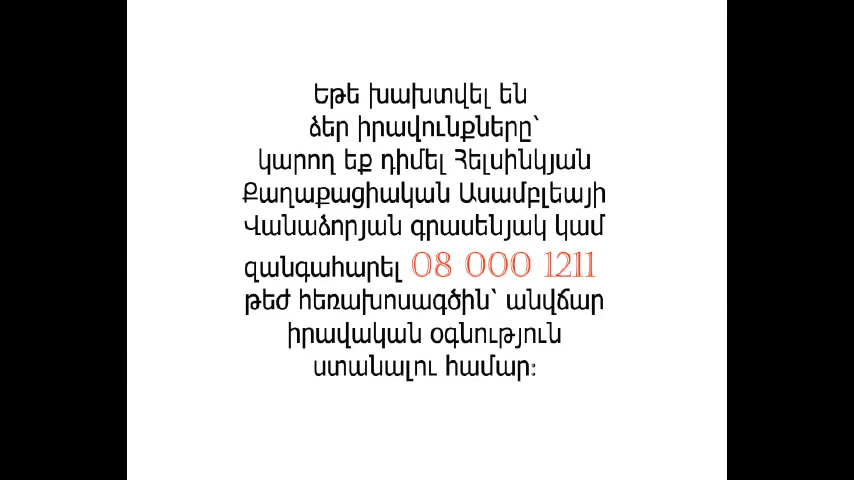 Եթե խախտվել են
ձեր իրավունքները՝
կարող եք դիմել Հելսինկյան
Քաղաքացիական Ասամբլեայի
Վանաձորյան գրասենյակ կամ
զանգահարել 08 000 1211
թեժ հեռախոսագծին՝ անվճար
իրավական օգնություն
ստանալու համար։